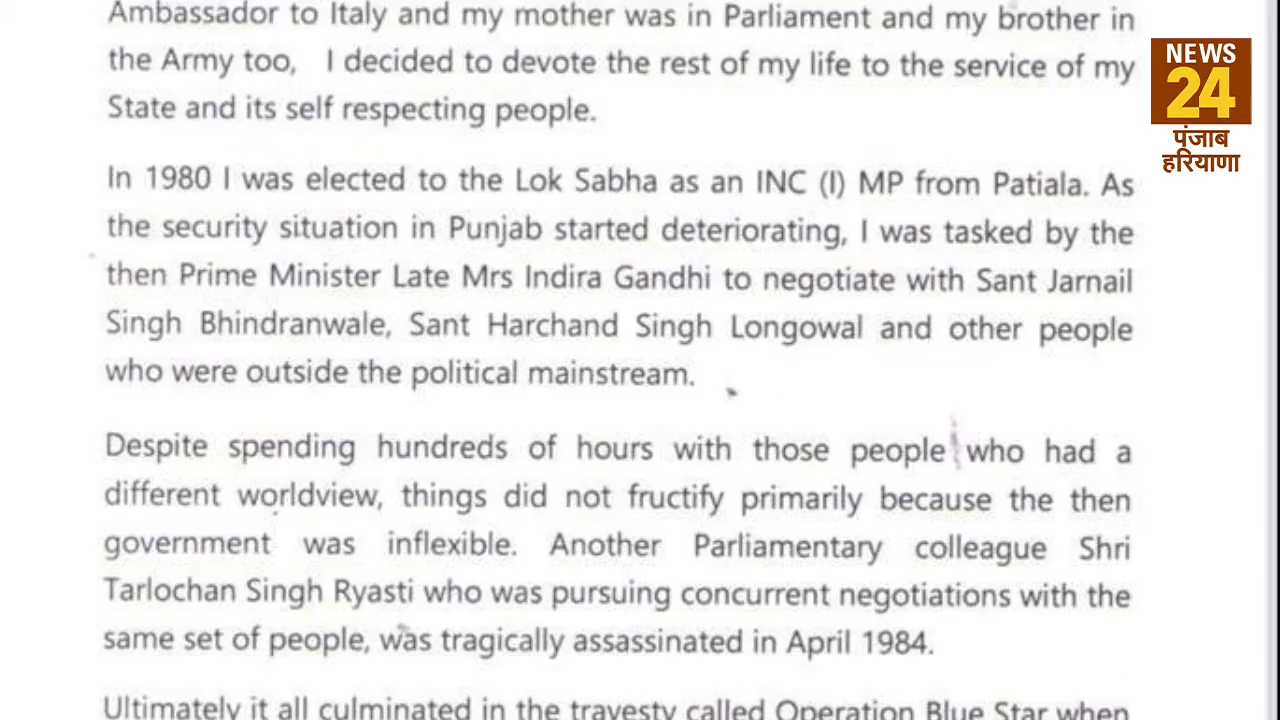 Ambassador to Italy and my mother was in Parliament and my brother in
the Army too, I decided to devote the rest of my life to the service of my
State and its self respecting people.
In 1980 I was elected to the Lok Sabha as an INC (I) MP from Patiala. As
the security situation in Punjab started deteriorating, I was tasked by the
then Prime Minister Late Mrs Indira Gandhi to negotiate with Sant Jarnail
Singh Bhindranwale, Sant Harchand Singh Longowal and other people
who were outside the political mainstream.
Despite spending hundreds of hours with those people who had a
different worldview, things did not fructify primarily because the then
government was inflexible. Another Parliamentary colleague Shri
Tarlochan Singh Ryasti who was pursuing concurrent negotiations with the
same set of people, was tragically assassinated in April 1984.
Ultimately it all culminated in the travesty called Operation Blue Star when
NEWS
24
पंजाब
हरियाणा